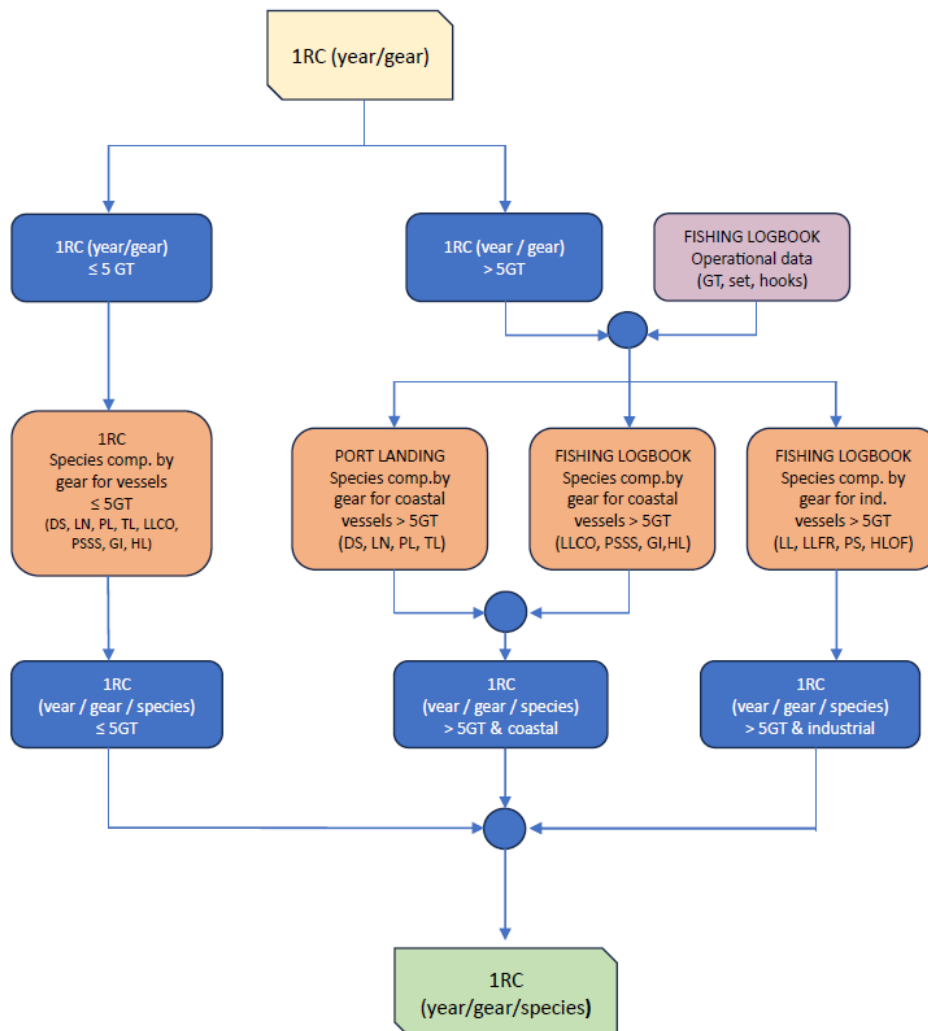 1RC (year/gear)
1RC (year/gear)
≤ 5 GT
1RC (year / gear)
> 5GT
FISHING LOGBOOK
Operational data
(GT, set, hooks)
1RC
Species comp. by
gear for vessels
≤ 5GT
(DS, LN, PL, TL, LLCO,
PSSS, GI, HL)
PORT LANDING
Species comp.by
gear for coastal
vessels > 5GT
(DS, LN, PL, TL)
FISHING LOGBOOK
Species comp.by
gear for coastal
vessels > 5GT
(LLCO, PSSS, GI,HL)
FISHING LOGBOOK
Species comp. by
gear for ind.
vessels > 5GT
(LL, LLFR, PS, HLOF)
1RC
(year / gear / species)
≤ 5GT
1RC
(year / gear / species)
> 5GT & coastal
1RC
(year / gear / species)
> 5GT & industrial
1RC
(year/gear/species)